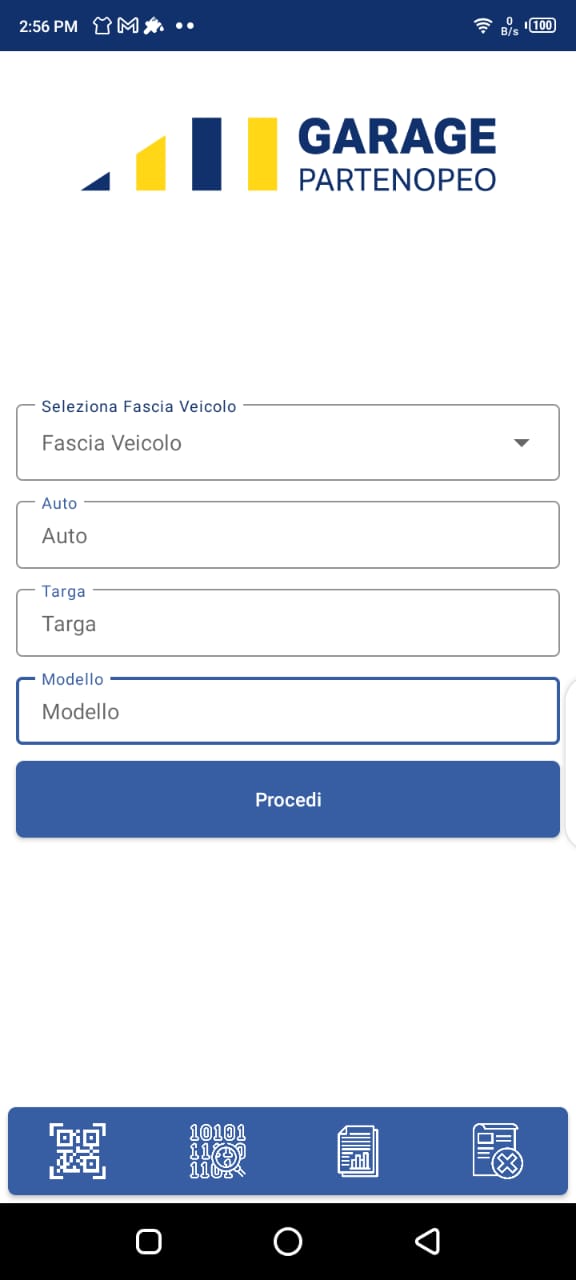 2:56 PM
0
B/s
100
GARAGE
PARTENOPEO
Seleziona Fascia Veicolo
Fascia Veicolo
Auto
Auto
Targa
Targa
Modello
Modello
Procedi
10101